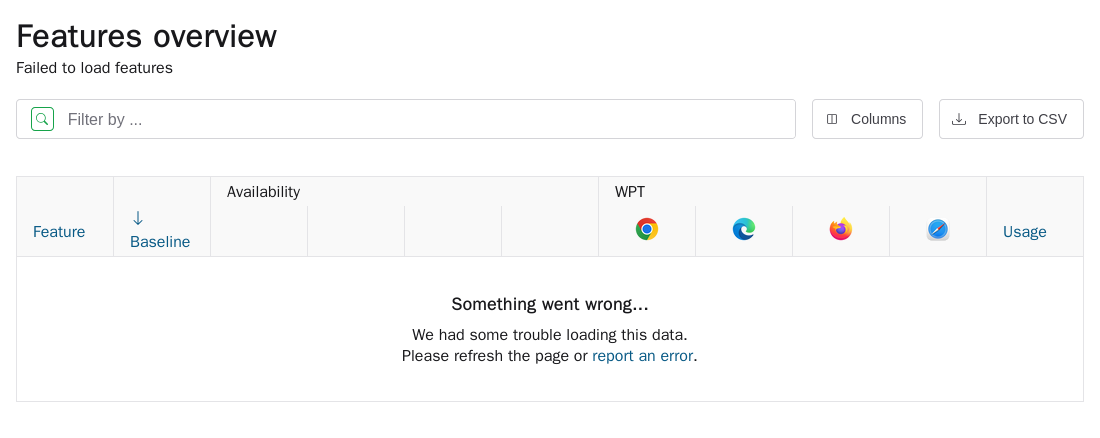 Features overview
Failed to load features
Filter by ...
Columns
Export to CSV
Availability
WPT
Feature
Baseline
Usage
Something went wrong...
We had some trouble loading this data.
Please refresh the page or report an error.